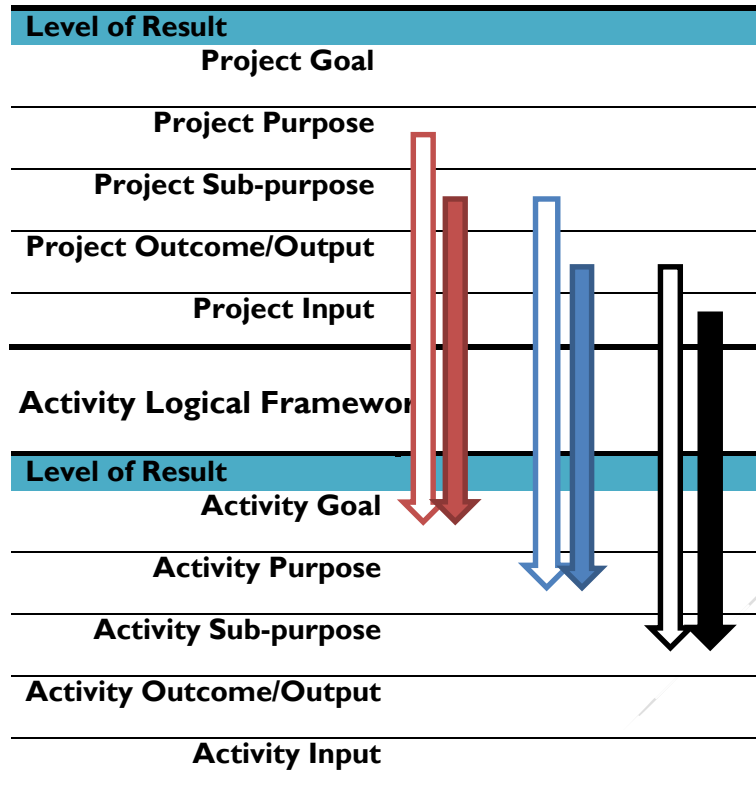 Level of Result
Project Goal
Project Purpose
Project Sub-purpose
Project Outcome/Output
Project Input
Activity Logical Framewor
Level of Result
Activity Goal
Activity Purpose
Activity Sub-purpose
Activity Outcome/Output
Activity Input